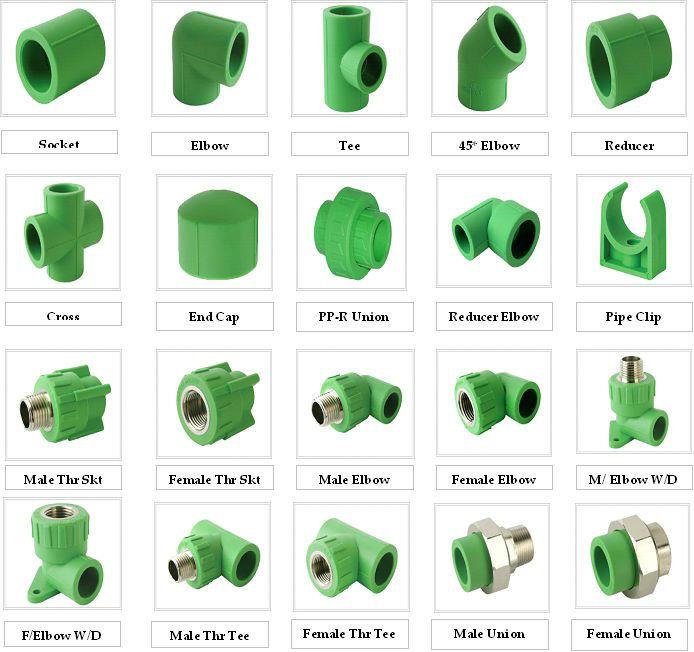 Socket
Elbow
Tee
45* Elbow
Reducer
Cross
End Cap
PP-R Union
Reducer Elbow
Pipe Clip
Male Thr Skt
Female Thr Skt
Male Elbow
Female Elbow
M/ Elbow W/D
F/Elbow W/D
Male Thr Tee
Female Thr Tee
Male Union
Female Union